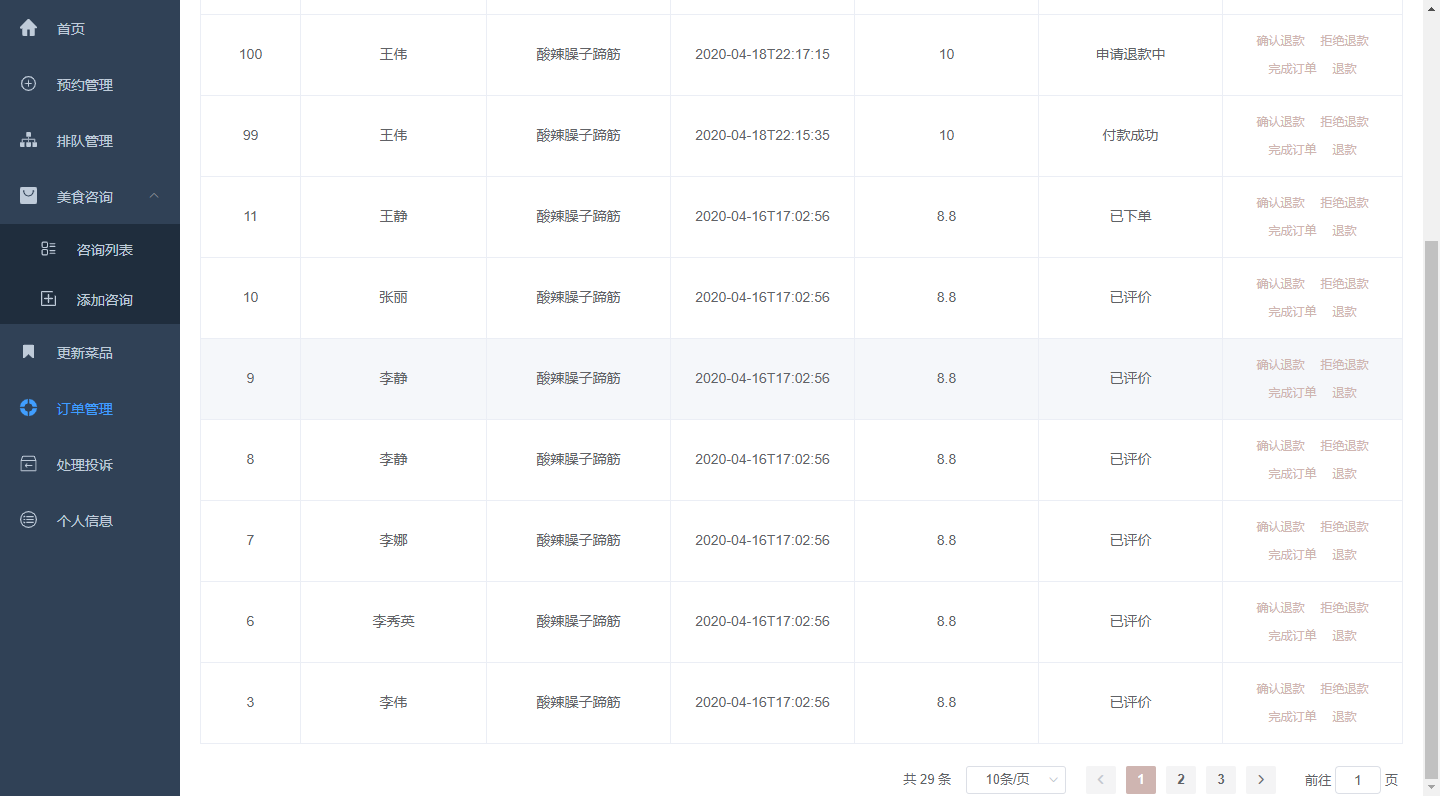 首页
预约管理
排队管理
美食咨询
咨询列表
添加咨询
更新菜品
订单管理
处理投诉
个人信息
100 王伟 酸辣臊子蹄筋 2020-04-18T22:17:15 10 申请退款中 确认退款 拒绝退款
完成订单 退款
99 王伟 酸辣臊子蹄筋 2020-04-18T22:15:35 10 付款成功 确认退款 拒绝退款
完成订单 退款
11 王静 酸辣臊子蹄筋 2020-04-16T17:02:56 8.8 已下单 确认退款 拒绝退款
完成订单 退款
10 张丽 酸辣臊子蹄筋 2020-04-16T17:02:56 8.8 已评价 确认退款 拒绝退款
完成订单 退款
9 李静 酸辣臊子蹄筋 2020-04-16T17:02:56 8.8 已评价 确认退款 拒绝退款
完成订单 退款
8 李静 酸辣臊子蹄筋 2020-04-16T17:02:56 8.8 已评价 确认退款 拒绝退款
完成订单 退款
7 李娜 酸辣臊子蹄筋 2020-04-16T17:02:56 8.8 已评价 确认退款 拒绝退款
完成订单 退款
6 李秀英 酸辣臊子蹄筋 2020-04-16T17:02:56 8.8 已评价 确认退款 拒绝退款
完成订单 退款
3 李伟 酸辣臊子蹄筋 2020-04-16T17:02:56 8.8 已评价 确认退款 拒绝退款
完成订单 退款
共 29 条 10条/页 1 2 3 前往 1 页